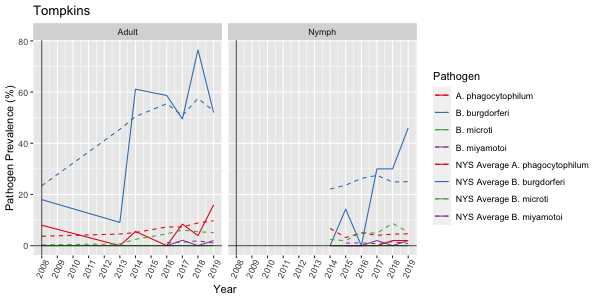 Tompkins
Adult
Nymph
Pathogen Prevalence (%)
80
60
40
20
0
2008 2009 2010 2011 2012 2013 2014 2015 2016 2017 2018 2019
2008 2009 2010 2011 2012 2013 2014 2015 2016 2017 2018 2019
Year
Pathogen
A. phagocytophilum
B. burgdorferi
B. microti
B. miyamotoi
NYS Average A. phagocytophilum
NYS Average B. burgdorferi
NYS Average B. microti
NYS Average B. miyamotoi